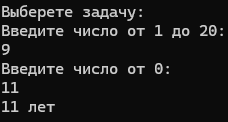 Выберете задачу:
Введите число от 1 до 20:
9
Введите число от 0:
11
11 лет